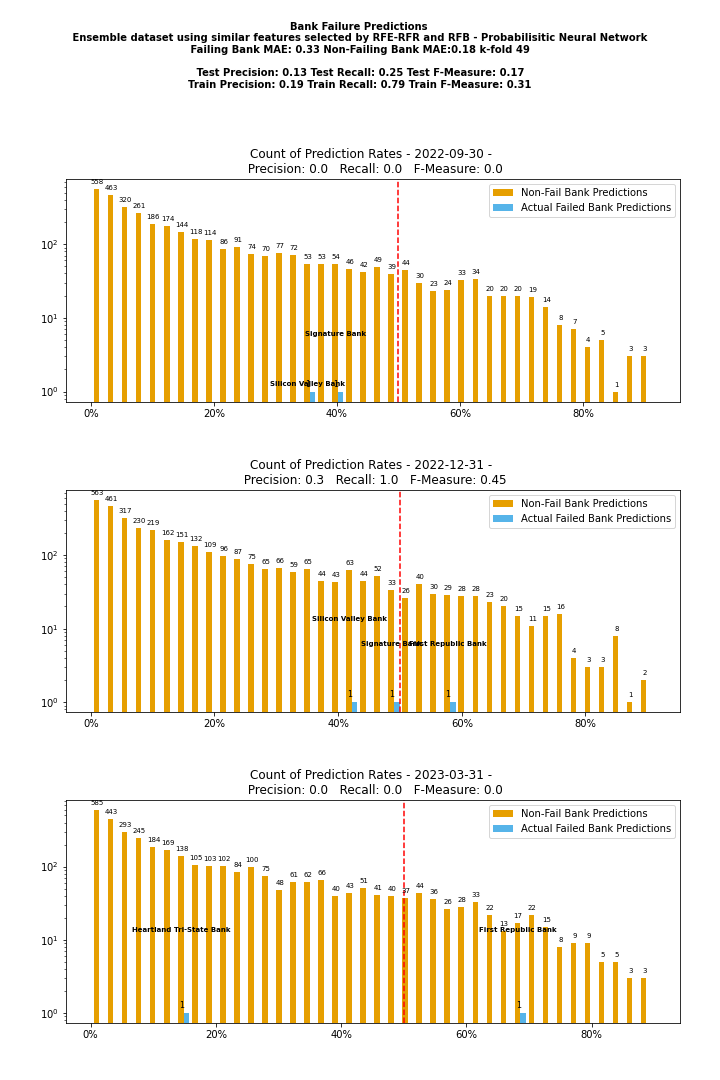 Bank Failure Predictions
Ensemble dataset using similar features selected by RFE-RFR and RFB - Probabilisitic Neural Network
Failing Bank MAE: 0.33 Non-Failing Bank MAE:0.18 k-fold 49
Test Precision: 0.13 Test Recall: 0.25 Test F-Measure: 0.17
Train Precision: 0.19 Train Recall: 0.79 Train F-Measure: 0.31
Count of Prediction Rates - 2022-09-30 -
Precision: 0.0 Recall: 0.0 F-Measure: 0.0
Non-Fail Bank Predictions
Actual Failed Bank Predictions
558 463 320 261 186 174 144 118 114 86 91 74 70 77 72 53 53 54 46 42 49 39 44 30 23 24 33 34 20 20 20 19 14 8 7 4 5 1 3 3
Signature Bank
Silicon Valley Bank
10² 10¹ 10⁰
0% 20% 40% 60% 80%
Count of Prediction Rates - 2022-12-31 -
Precision: 0.3 Recall: 1.0 F-Measure: 0.45
Non-Fail Bank Predictions
Actual Failed Bank Predictions
563 461 317 230 219 162 151 132 109 96 87 75 65 66 59 65 44 43 63 44 52 33 26 40 30 29 28 28 23 20 15 11 15 16 4 3 3 8 1 2
Silicon Valley Bank
Signature Bank First Republic Bank
1 1 1
10² 10¹ 10⁰
0% 20% 40% 60% 80%
Count of Prediction Rates - 2023-03-31 -
Precision: 0.0 Recall: 0.0 F-Measure: 0.0
Non-Fail Bank Predictions
Actual Failed Bank Predictions
585 443 293 245 184 169 138 105 103 102 84 100 75 48 61 62 66 40 43 51 41 40 37 44 36 26 28 33 22 13 17 22 15 8 9 9 5 5 3 3
Heartland Tri-State Bank First Republic Bank
1 1
10² 10¹ 10⁰
0% 20% 40% 60% 80%